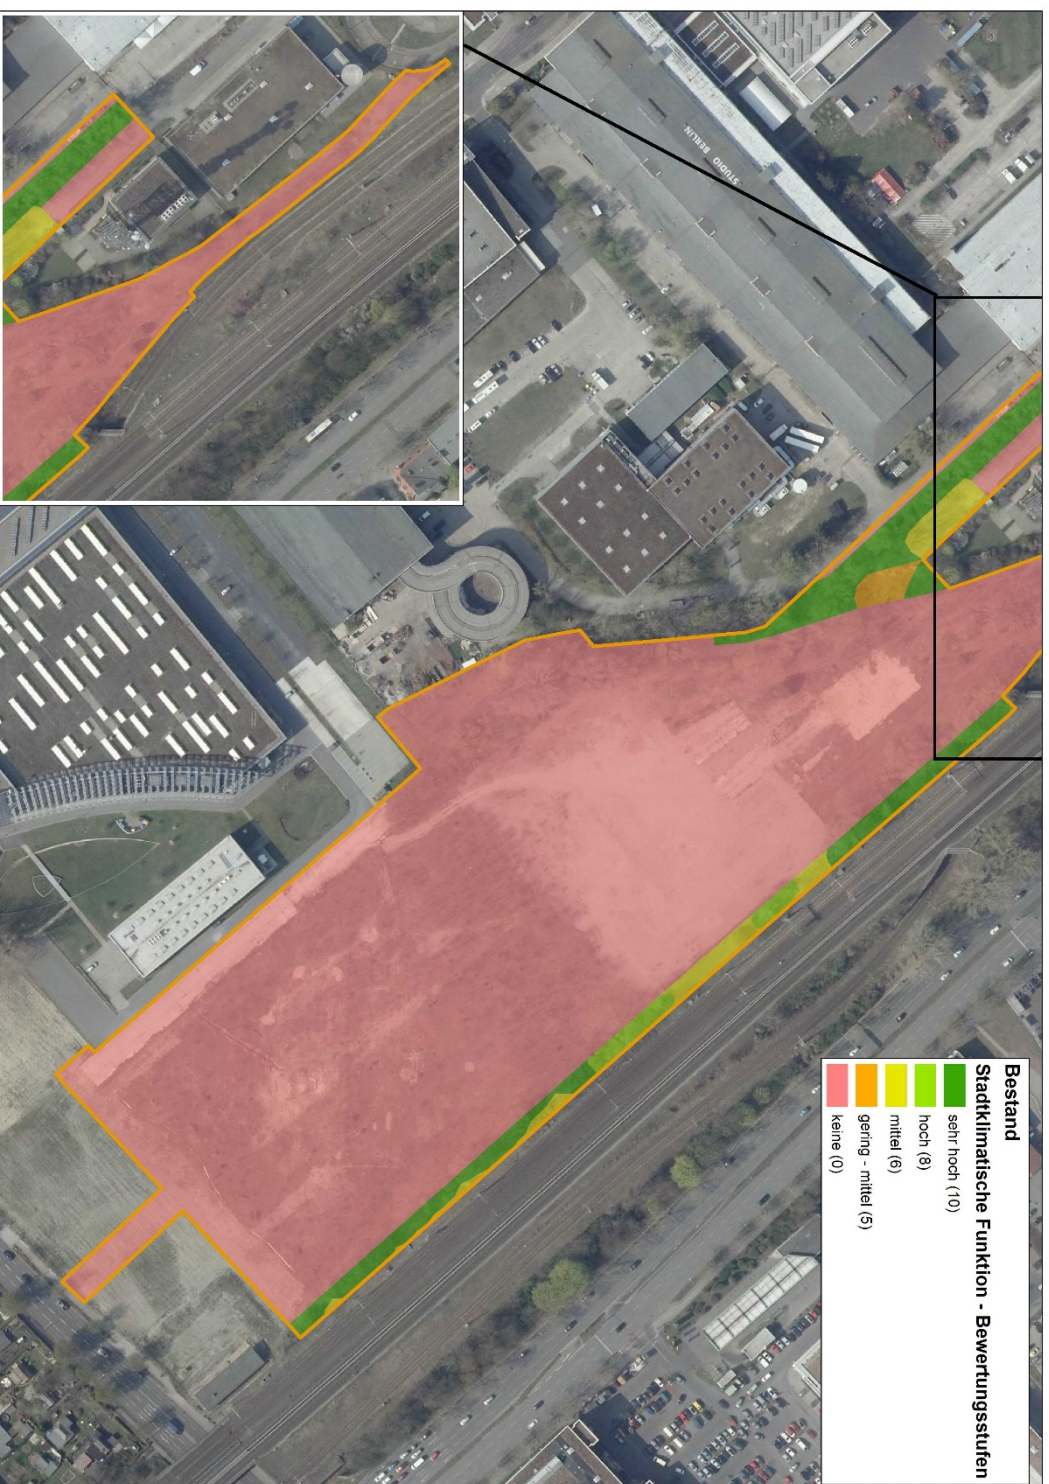 Bestand
Stadtklimatische Funktion - Bewertungsstufen
sehr hoch (10)
hoch (8)
mittel (6)
gering - mittel (5)
keine (0)
STUDIO BERLIN